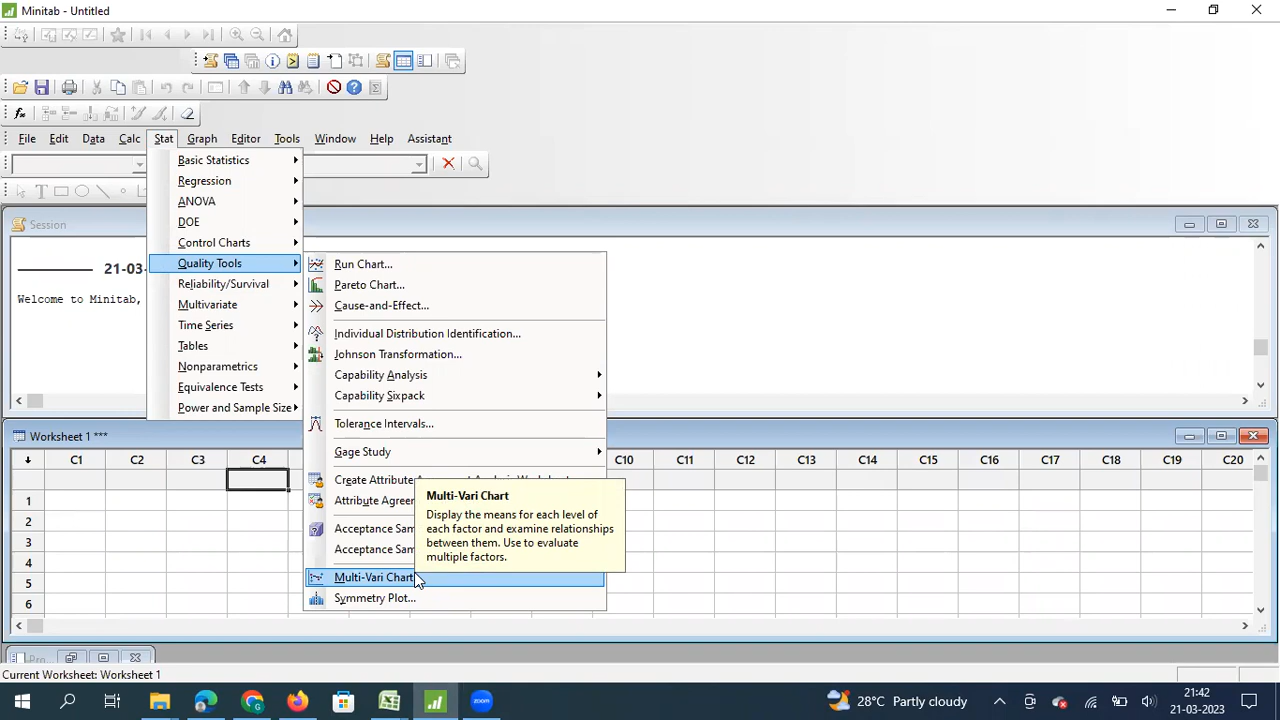 Minitab - Untitled
File Edit Data Calc Stat Graph Editor Tools Window Help Assistant
Basic Statistics
Regression
ANOVA
DOE
Control Charts
Quality Tools
Reliability/Survival
Multivariate
Time Series
Tables
Nonparametrics
Equivalence Tests
Power and Sample Size
Session
21-03-
Welcome to Minitab,
Run Chart...
Pareto Chart...
Cause-and-Effect...
Individual Distribution Identification...
Johnson Transformation...
Capability Analysis
Capability Sixpack
Tolerance Intervals...
Gage Study
Create Attribute
Attribute Agreer
Acceptance Sam
Acceptance Sam
Multi-Vari Chart
Symmetry Plot...
Multi-Vari Chart
Display the means for each level of
each factor and examine relationships
between them. Use to evaluate
multiple factors.
Worksheet 1 ***
C1 C2 C3 C4 C10 C11 C12 C13 C14 C15 C16 C17 C18 C19 C20
1
2
3
4
5
6
Pro...
Current Worksheet: Worksheet 1
zoom
28°C Partly cloudy
21:42
21-03-2023